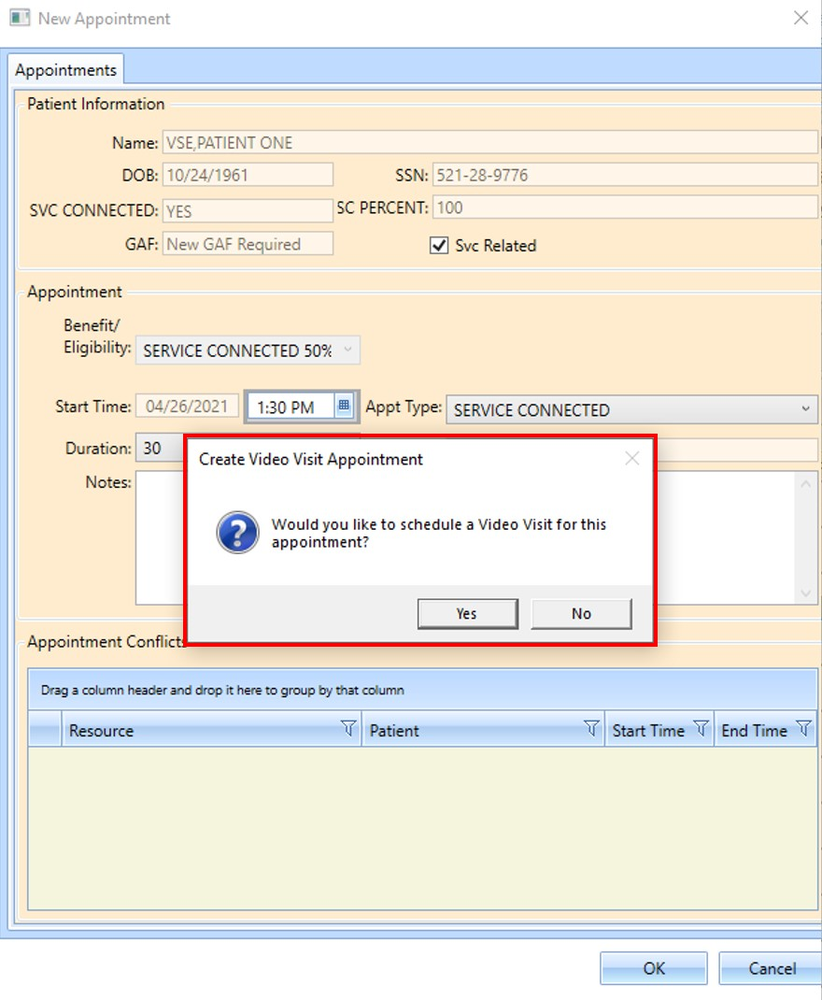 New Appointment
Appointments
Patient Information
Name: VSE,PATIENT ONE
DOB: 10/24/1961 SSN: 521-28-9776
SVC CONNECTED: YES SC PERCENT: 100
GAF: New GAF Required Svc Related
Appointment
Benefit/
Eligibility: SERVICE CONNECTED 50%
Start Time: 04/26/2021 1:30 PM Appt Type: SERVICE CONNECTED
Duration: 30
Create Video Visit Appointment
Notes:
Would you like to schedule a Video Visit for this
appointment?
Yes No
Appointment Conflicts
Drag a column header and drop it here to group by that column
Resource Patient Start Time End Time
OK Cancel